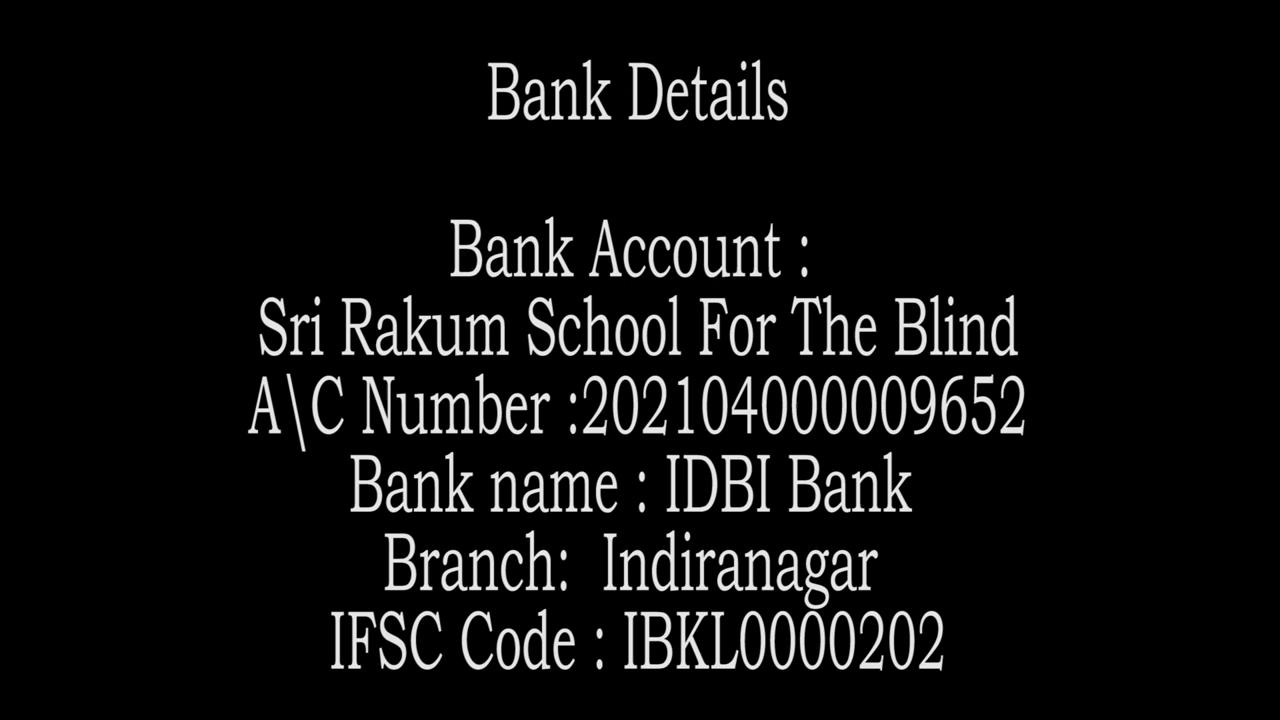 Bank Details
Bank Account :
Sri Rakum School For The Blind
A\C Number :202104000009652
Bank name : IDBI Bank
Branch:  Indiranagar
IFSC Code : IBKL0000202